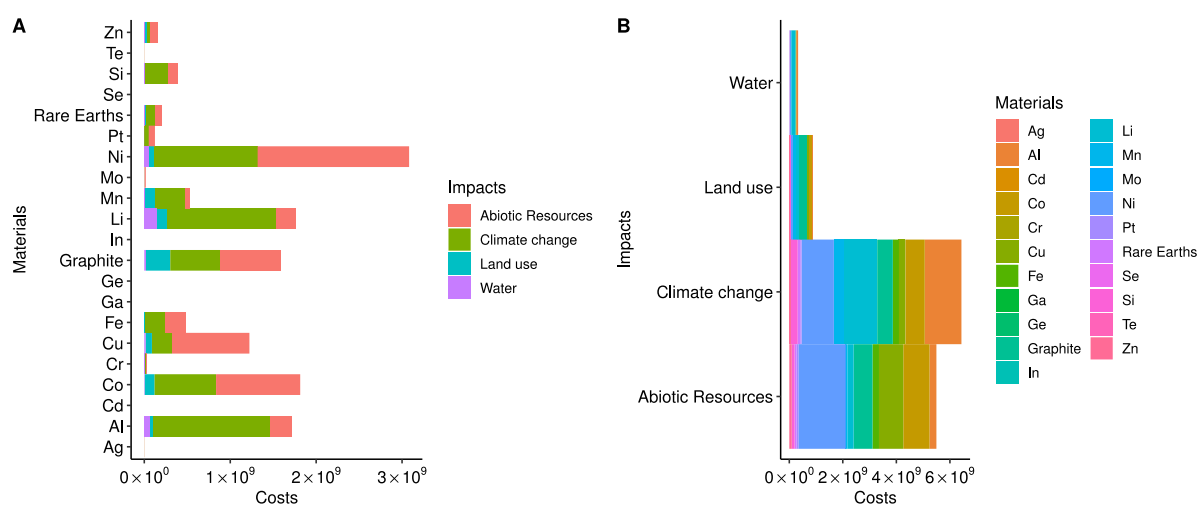 A
Materials
Zn
Te
Si
Se
Rare Earths
Pt
Ni
Mo
Mn
Li
In
Graphite
Ge
Ga
Fe
Cu
Cr
Co
Cd
Al
Ag
0 × 10⁰ 1 × 10⁹ 2 × 10⁹ 3 × 10⁹
Costs
Impacts
Abiotic Resources
Climate change
Land use
Water
B
Impacts
Water
Land use
Climate change
Abiotic Resources
0 × 10⁰ 2 × 10⁹ 4 × 10⁹ 6 × 10⁹
Costs
Materials
Ag
Al
Cd
Co
Cr
Cu
Fe
Ga
Ge
Graphite
In
Li
Mn
Mo
Ni
Pt
Rare Earths
Se
Si
Te
Zn